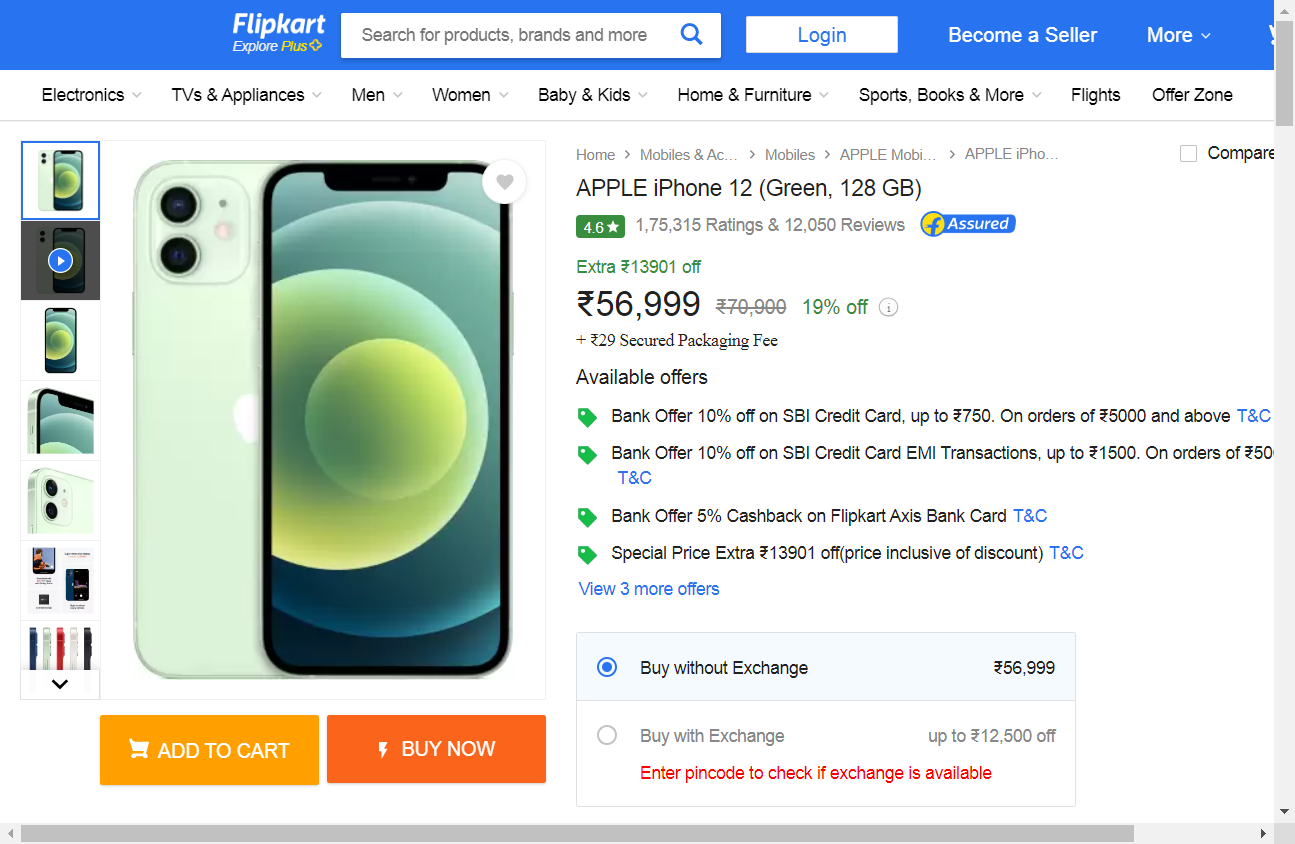 Flipkart
Explore Plus
Search for products, brands and more
Login
Become a Seller
More
Electronics
TVs & Appliances
Men
Women
Baby & Kids
Home & Furniture
Sports, Books & More
Flights
Offer Zone
Home
Mobiles & Ac…
Mobiles
APPLE Mobi…
APPLE iPho…
Compare
APPLE iPhone 12 (Green, 128 GB)
4.6★
1,75,315 Ratings & 12,050 Reviews
Assured
Extra ₹13901 off
₹56,999 ₹70,900 19% off i
+ ₹29 Secured Packaging Fee
Available offers
Bank Offer 10% off on SBI Credit Card, up to ₹750. On orders of ₹5000 and above T&C
Bank Offer 10% off on SBI Credit Card EMI Transactions, up to ₹1500. On orders of ₹50
T&C
Bank Offer 5% Cashback on Flipkart Axis Bank Card T&C
Special Price Extra ₹13901 off(price inclusive of discount) T&C
View 3 more offers
Buy without Exchange ₹56,999
Buy with Exchange up to ₹12,500 off
Enter pincode to check if exchange is available
ADD TO CART
BUY NOW